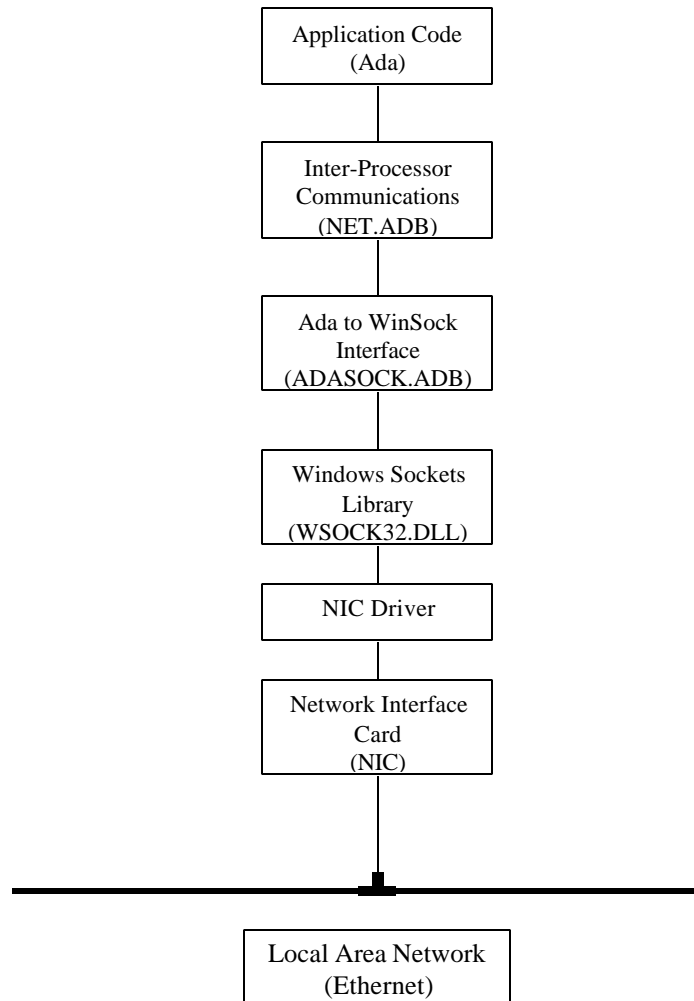 Application Code
(Ada)
Inter-Processor
Communications
(NET.ADB)
Ada to WinSock
Interface
(ADASOCK.ADB)
Windows Sockets
Library
(WSOCK32.DLL)
NIC Driver
Network Interface
Card
(NIC)
Local Area Network
(Ethernet)